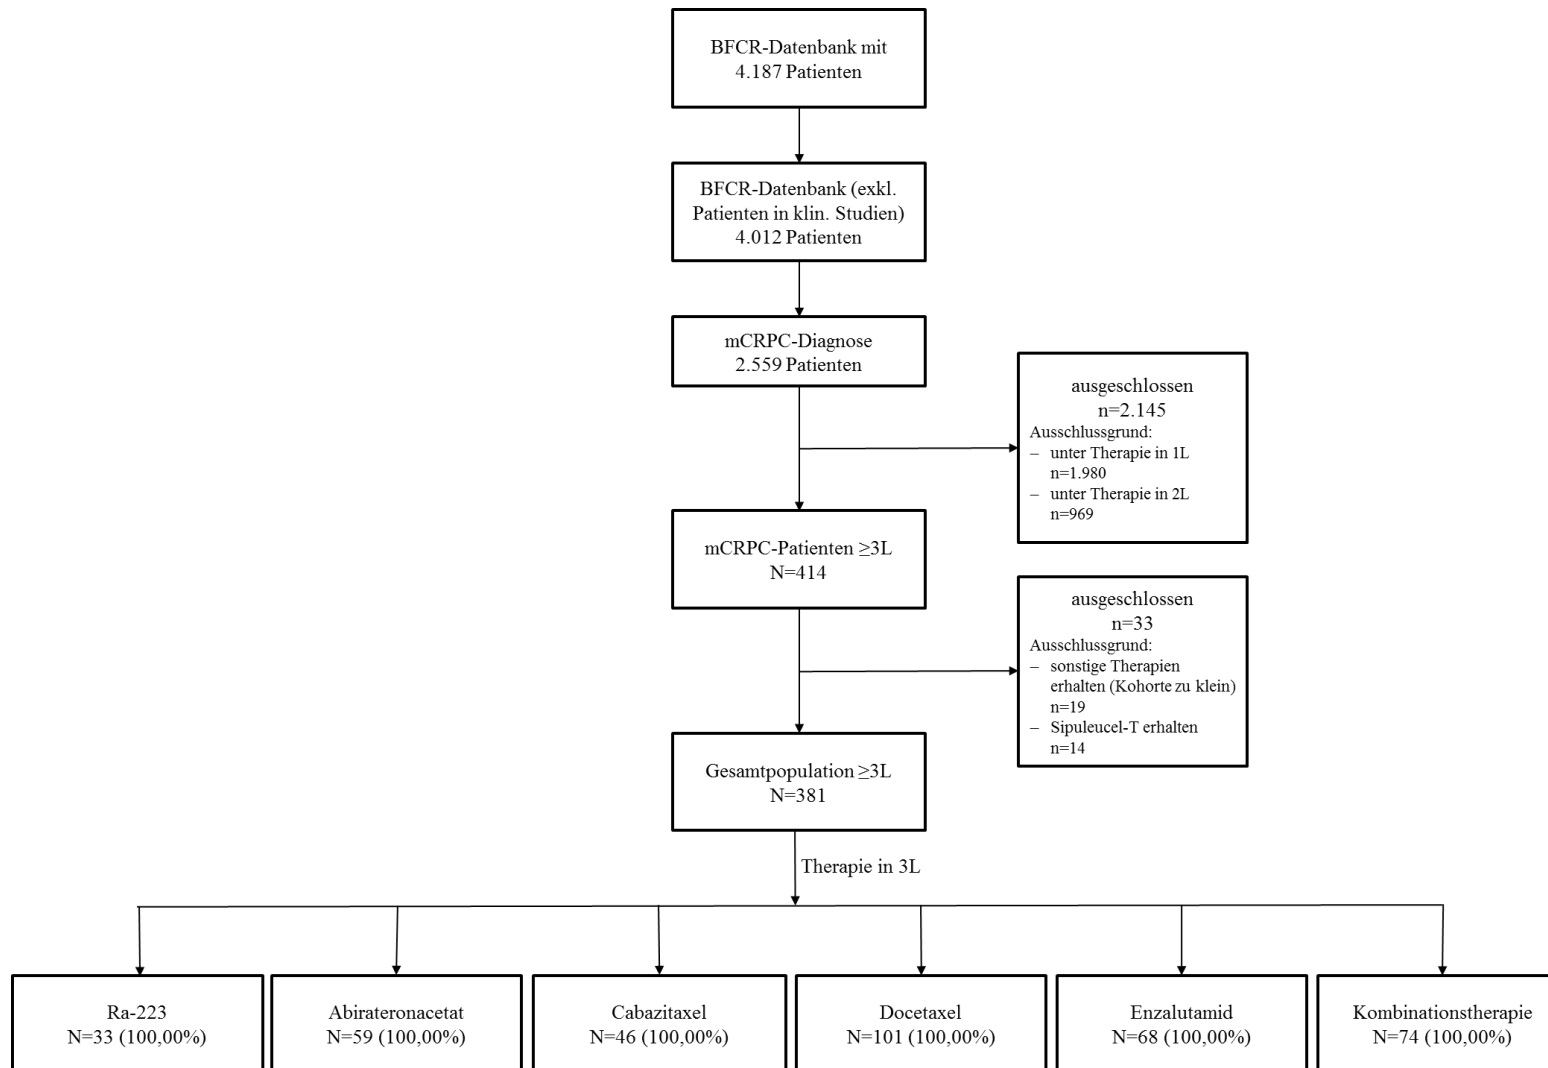 BFCR-Datenbank mit
4.187 Patienten
BFCR-Datenbank (exkl.
Patienten in klin. Studien)
4.012 Patienten
mCRPC-Diagnose
2.559 Patienten
ausgeschlossen
n=2.145
Ausschlussgrund:
– unter Therapie in 1L
n=1.980
– unter Therapie in 2L
n=969
mCRPC-Patienten ≥3L
N=414
ausgeschlossen
n=33
Ausschlussgrund:
– sonstige Therapien
erhalten (Kohorte zu klein)
n=19
– Sipuleucel-T erhalten
n=14
Gesamtpopulation ≥3L
N=381
Therapie in 3L
Ra-223
N=33 (100,00%)
Abirateronacetat
N=59 (100,00%)
Cabazitaxel
N=46 (100,00%)
Docetaxel
N=101 (100,00%)
Enzalutamid
N=68 (100,00%)
Kombinationstherapie
N=74 (100,00%)